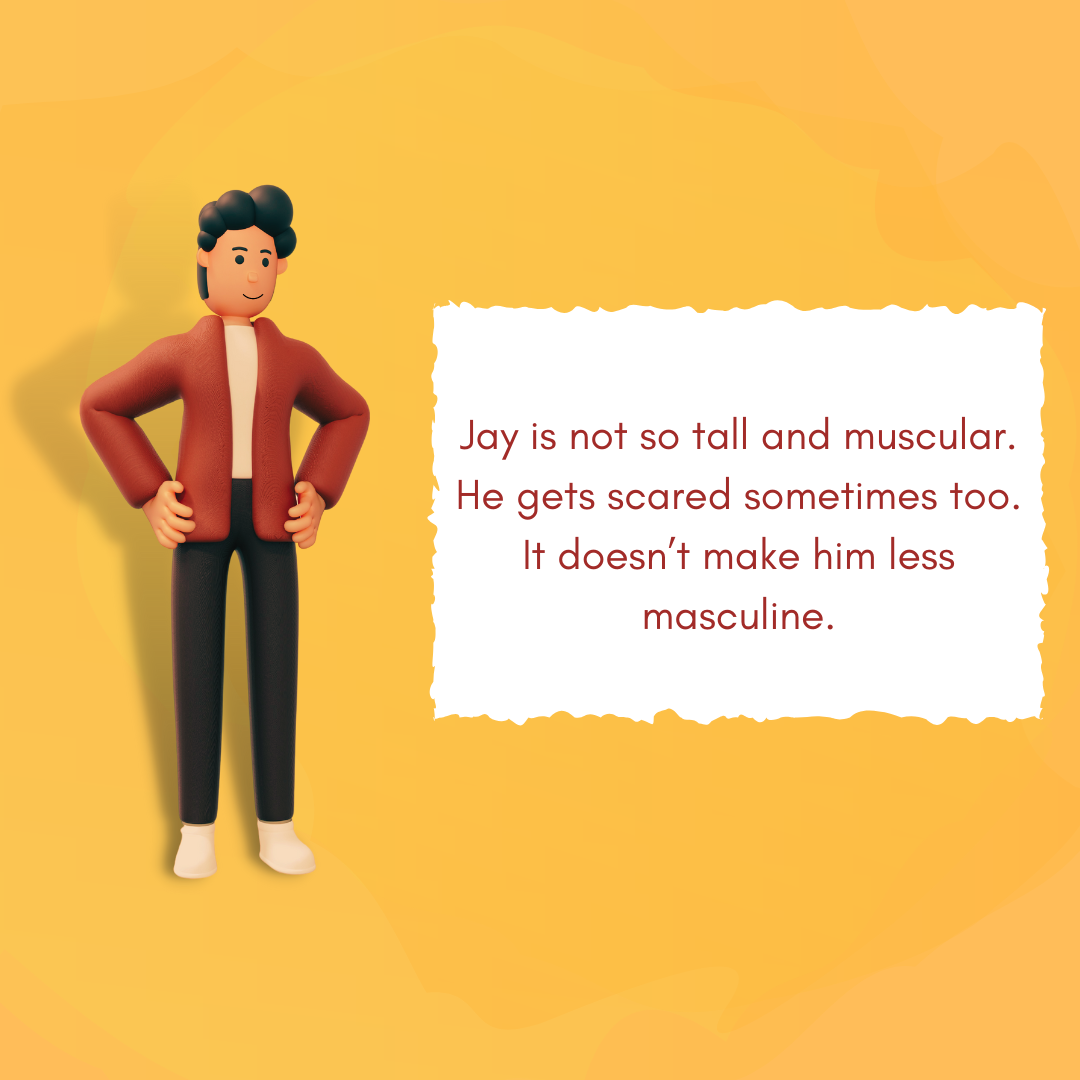 Jay is not so tall and muscular.
He gets scared sometimes too.
It doesn’t make him less
masculine.